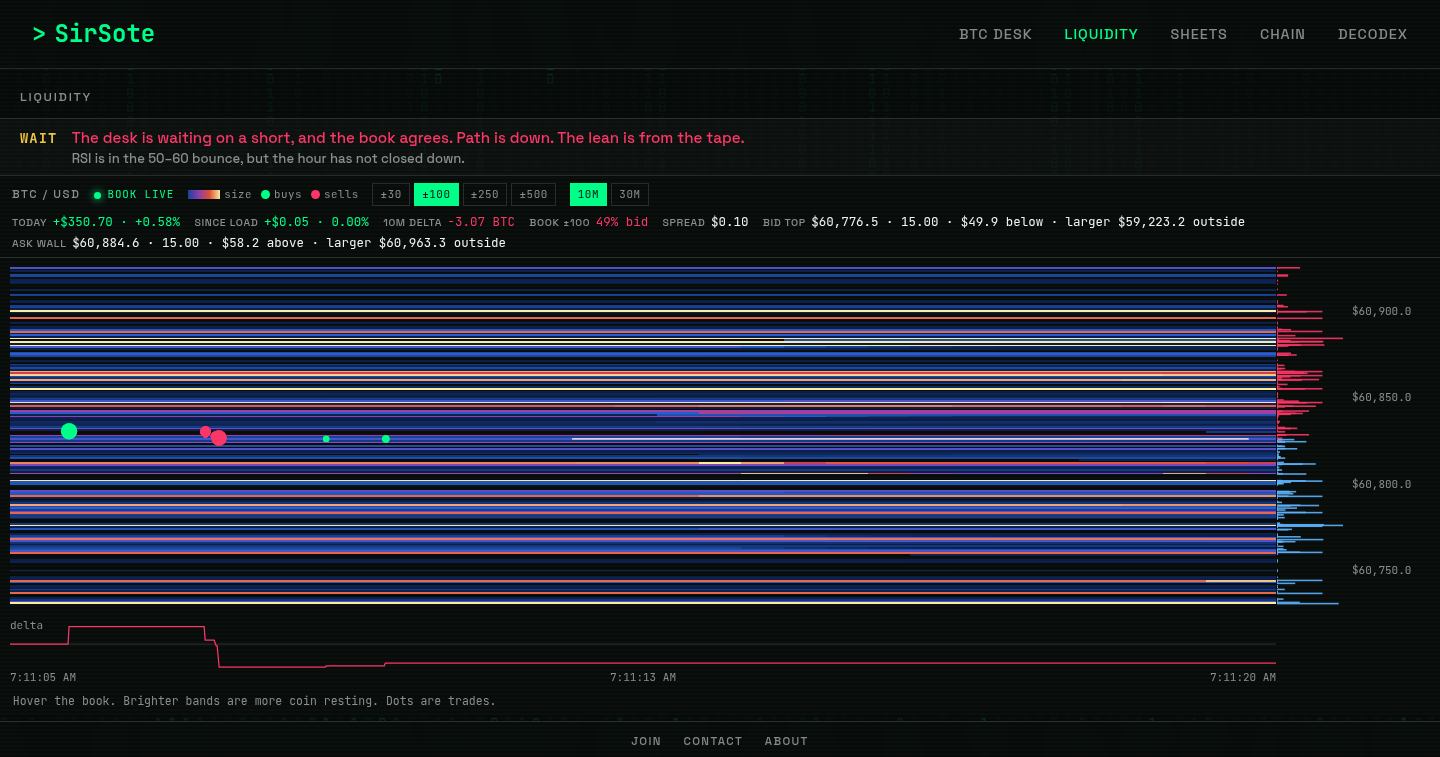 > SirSote
BTC DESK LIQUIDITY SHEETS CHAIN DECODEX
LIQUIDITY
WAIT The desk is waiting on a short, and the book agrees. Path is down. The lean is from the tape.
RSI is in the 50–60 bounce, but the hour has not closed down.
BTC / USD BOOK LIVE size buys sells ±30 ±100 ±250 ±500 10M 30M
TODAY +$350.70 · +0.58% SINCE LOAD +$0.05 · 0.00% 10M DELTA -3.07 BTC BOOK ±100 49% bid SPREAD $0.10 BID TOP $60,776.5 · 15.00 · $49.9 below · larger $59,223.2 outside
ASK WALL $60,884.6 · 15.00 · $58.2 above · larger $60,963.3 outside
$60,900.0
$60,850.0
$60,800.0
$60,750.0
delta
7:11:05 AM 7:11:13 AM 7:11:20 AM
Hover the book. Brighter bands are more coin resting. Dots are trades.
JOIN CONTACT ABOUT